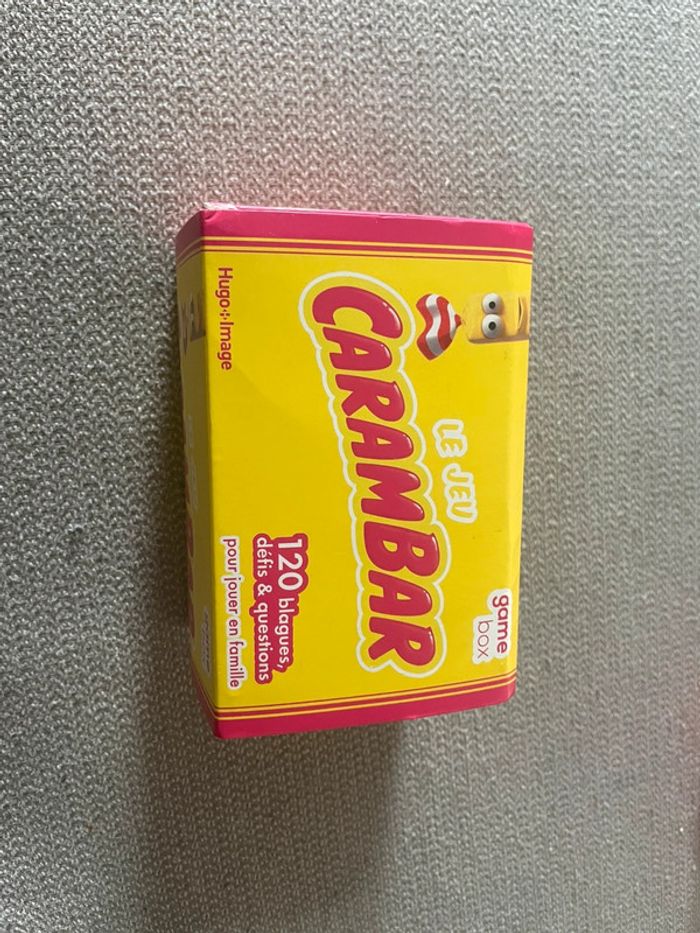 game
box
LE JEU
CARAMBAR
120 blagues,
défis & questions
pour jouer en famille
Hugo Image